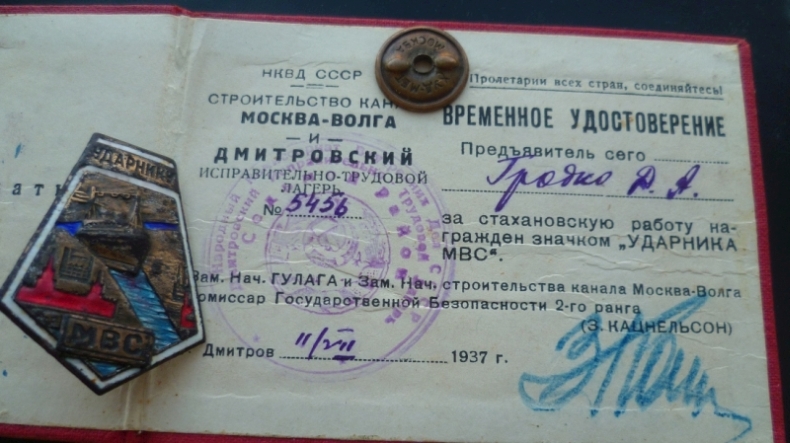 НКВД СССР
СТРОИТЕЛЬСТВО КАН
МОСКВА-ВОЛГА
— И —
ДМИТРОВСКИЙ
ИСПРАВИТЕЛЬНО-ТРУДОВОЙ
ЛАГЕРЬ
№ 5456
Пролетарии всех стран, соединяйтесь!
ВРЕМЕННОЕ УДОСТОВЕРЕНИЕ
Предъявитель сего
Гродко Д. А.
за стахановскую работу на-
гражден значком „УДАРНИКА
МВС“.
Зам. Нач. ГУЛАГа и Зам. Нач. строительства канала Москва-Волга
Комиссар Государственной Безопасности 2-го ранга
(З. КАЦНЕЛЬСОН)
Дмитров 11/VII 1937 г.
УДАРНИКУ
МВС